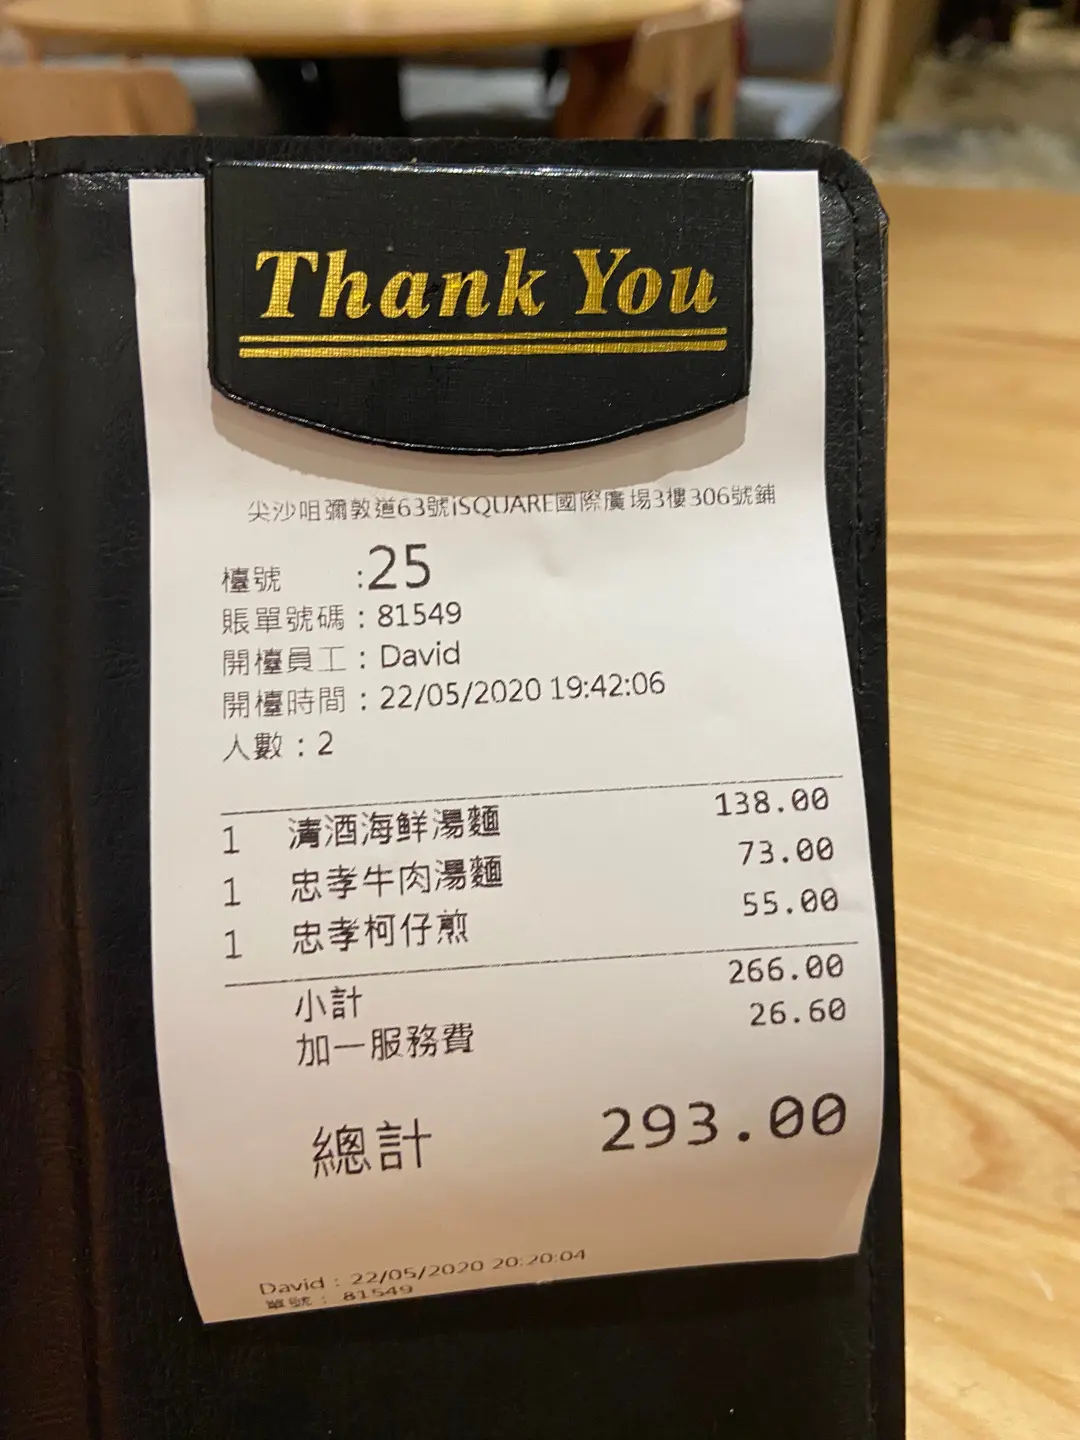 Thank You
尖沙咀彌敦道63號iSQUARE國際廣場3樓306號鋪
檯號 :25
賬單號碼：81549
開檯員工：David
開檯時間：22/05/2020 19:42:06
人數：2
1 清酒海鮮湯麵 138.00
1 忠孝牛肉湯麵 73.00
1 忠孝柯仔煎 55.00
小計 266.00
加一服務費 26.60
總計 293.00
David：22/05/2020 20:20:04
單號：81549